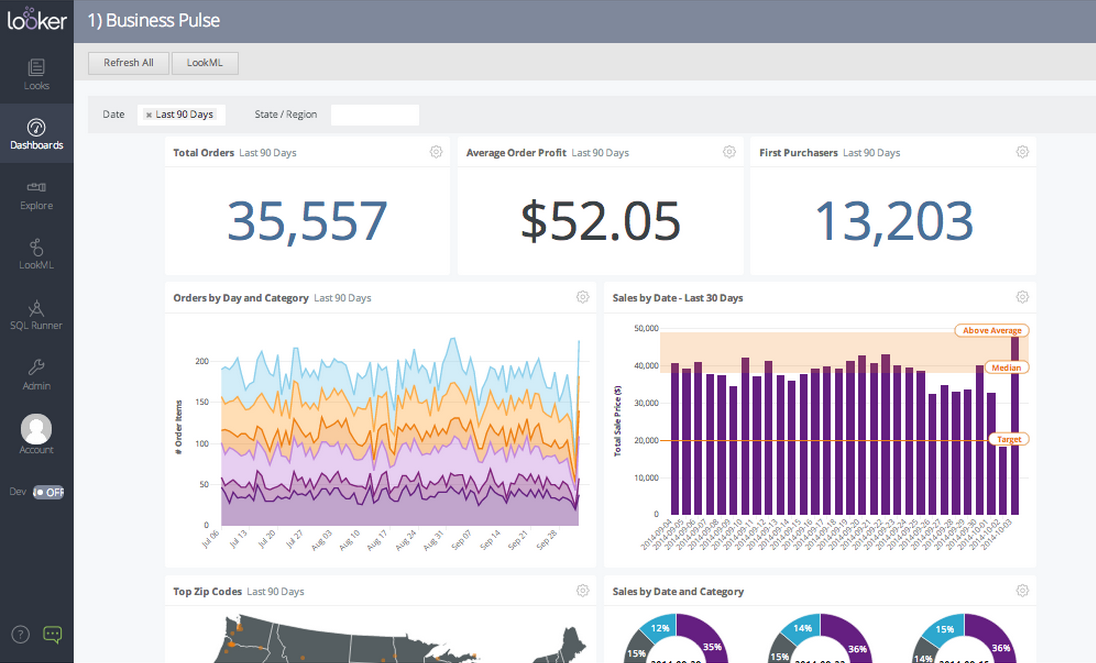 looker
1) Business Pulse
Refresh All
LookML
Looks
Dashboards
Explore
LookML
SQL Runner
Admin
Account
Dev OFF
?
Date × Last 90 Days State / Region
Total Orders Last 90 Days
35,557
Average Order Profit Last 90 Days
$52.05
First Purchasers Last 90 Days
13,203
Orders by Day and Category Last 90 Days
# Order Items
200
150
100
50
0
Jul 06
Jul 13
Jul 20
Jul 27
Aug 03
Aug 10
Aug 17
Aug 24
Aug 31
Sep 07
Sep 14
Sep 21
Sep 28
Sales by Date - Last 30 Days
Total Sale Price ($)
50,000
40,000
30,000
20,000
10,000
0
Above Average
Median
Target
2014-09-04
2014-09-05
2014-09-06
2014-09-07
2014-09-08
2014-09-09
2014-09-10
2014-09-11
2014-09-12
2014-09-13
2014-09-14
2014-09-15
2014-09-16
2014-09-17
2014-09-18
2014-09-19
2014-09-20
2014-09-21
2014-09-22
2014-09-23
2014-09-24
2014-09-25
2014-09-26
2014-09-27
2014-09-28
2014-09-29
2014-09-30
2014-10-01
2014-10-02
2014-10-03
Top Zip Codes Last 90 Days
Sales by Date and Category
12%
35%
15%
14%
36%
15%
15%
36%
14%